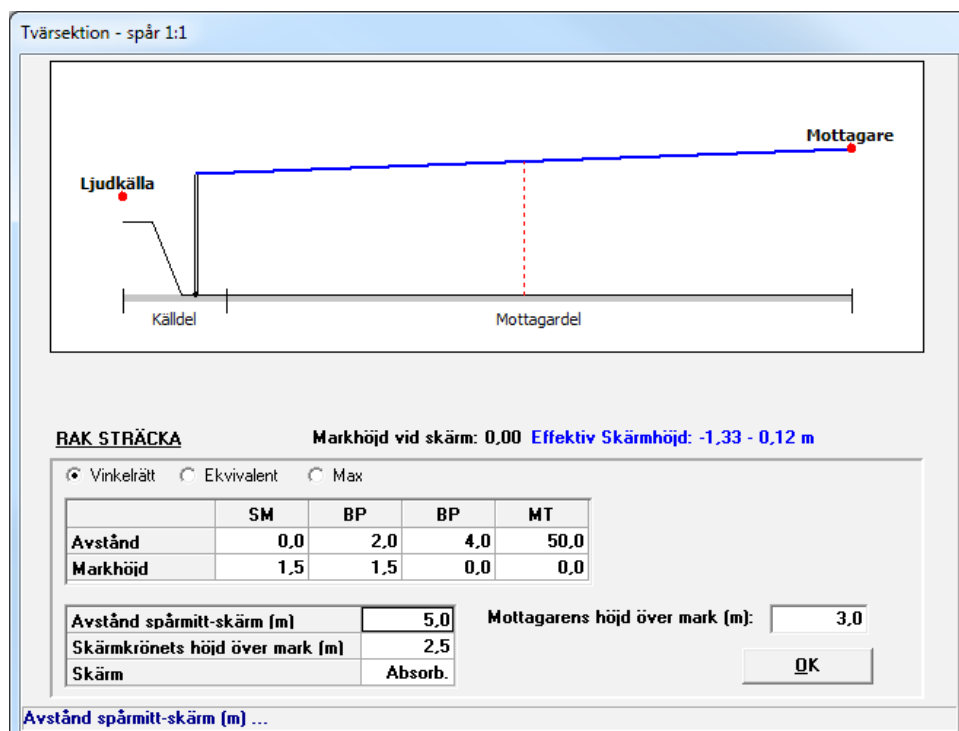 Tvärsektion - spår 1:1
Mottagare
Ljudkälla
Källdel
Mottagardel
RAK STRÄCKA
Markhöjd vid skärm: 0,00 Effektiv Skärmhöjd: -1,33 - 0,12 m
Vinkelrätt Ekvivalent Max
SM BP BP MT
Avstånd 0,0 2,0 4,0 50,0
Markhöjd 1,5 1,5 0,0 0,0
Avstånd spårmitt-skärm (m) 5,0
Skärmkrönets höjd över mark (m) 2,5
Skärm Absorb.
Mottagarens höjd över mark (m): 3,0
OK
Avstånd spårmitt-skärm (m) ...